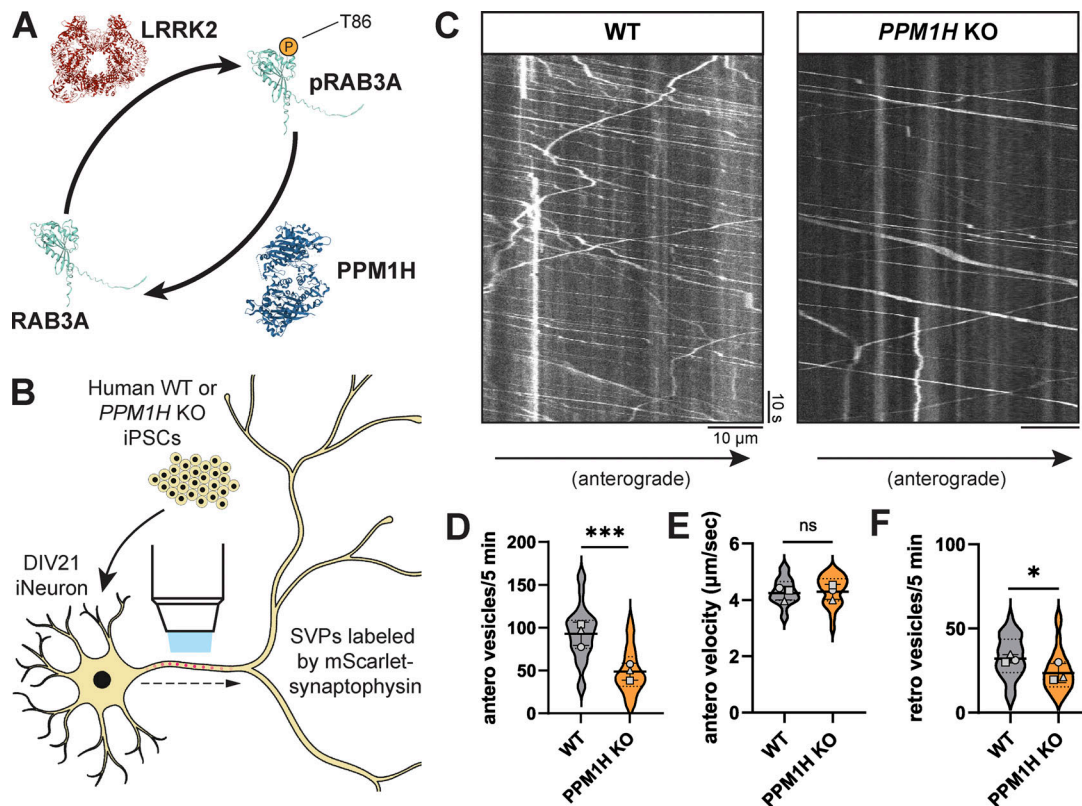 A
LRRK2
P
T86
pRAB3A
RAB3A
PPM1H
B
Human WT or
PPM1H KO
iPSCs
DIV21
iNeuron
SVPs labeled
by mScarlet-
synaptophysin
C
WT
PPM1H KO
10 s
10 µm
(anterograde)
(anterograde)
D
antero vesicles/5 min
200
150
100
50
0
***
WT
PPM1H KO
E
antero velocity (µm/sec)
6
4
2
0
ns
WT
PPM1H KO
F
retro vesicles/5 min
100
50
0
*
WT
PPM1H KO